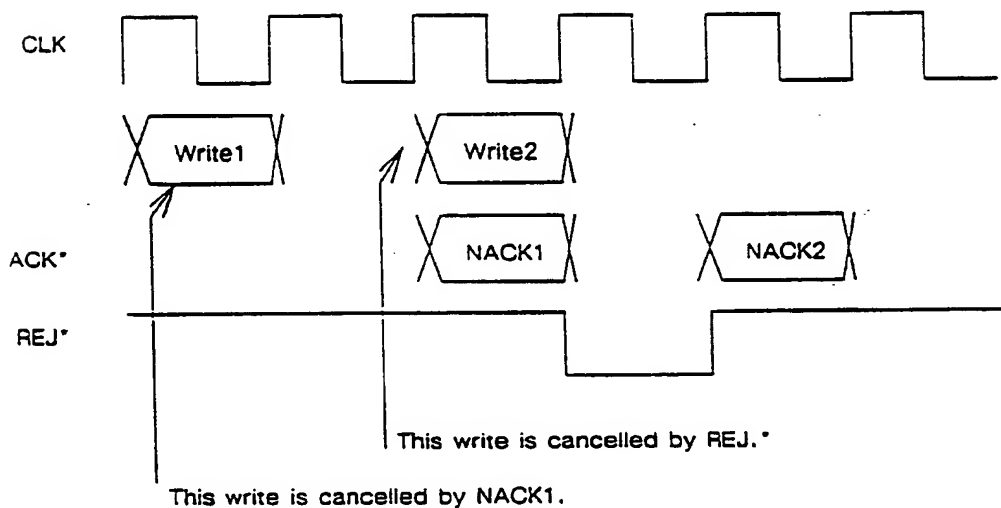 CLK
Write1
Write2
ACK*
NACK1
NACK2
REJ*
This write is cancelled by REJ.*
This write is cancelled by NACK1.